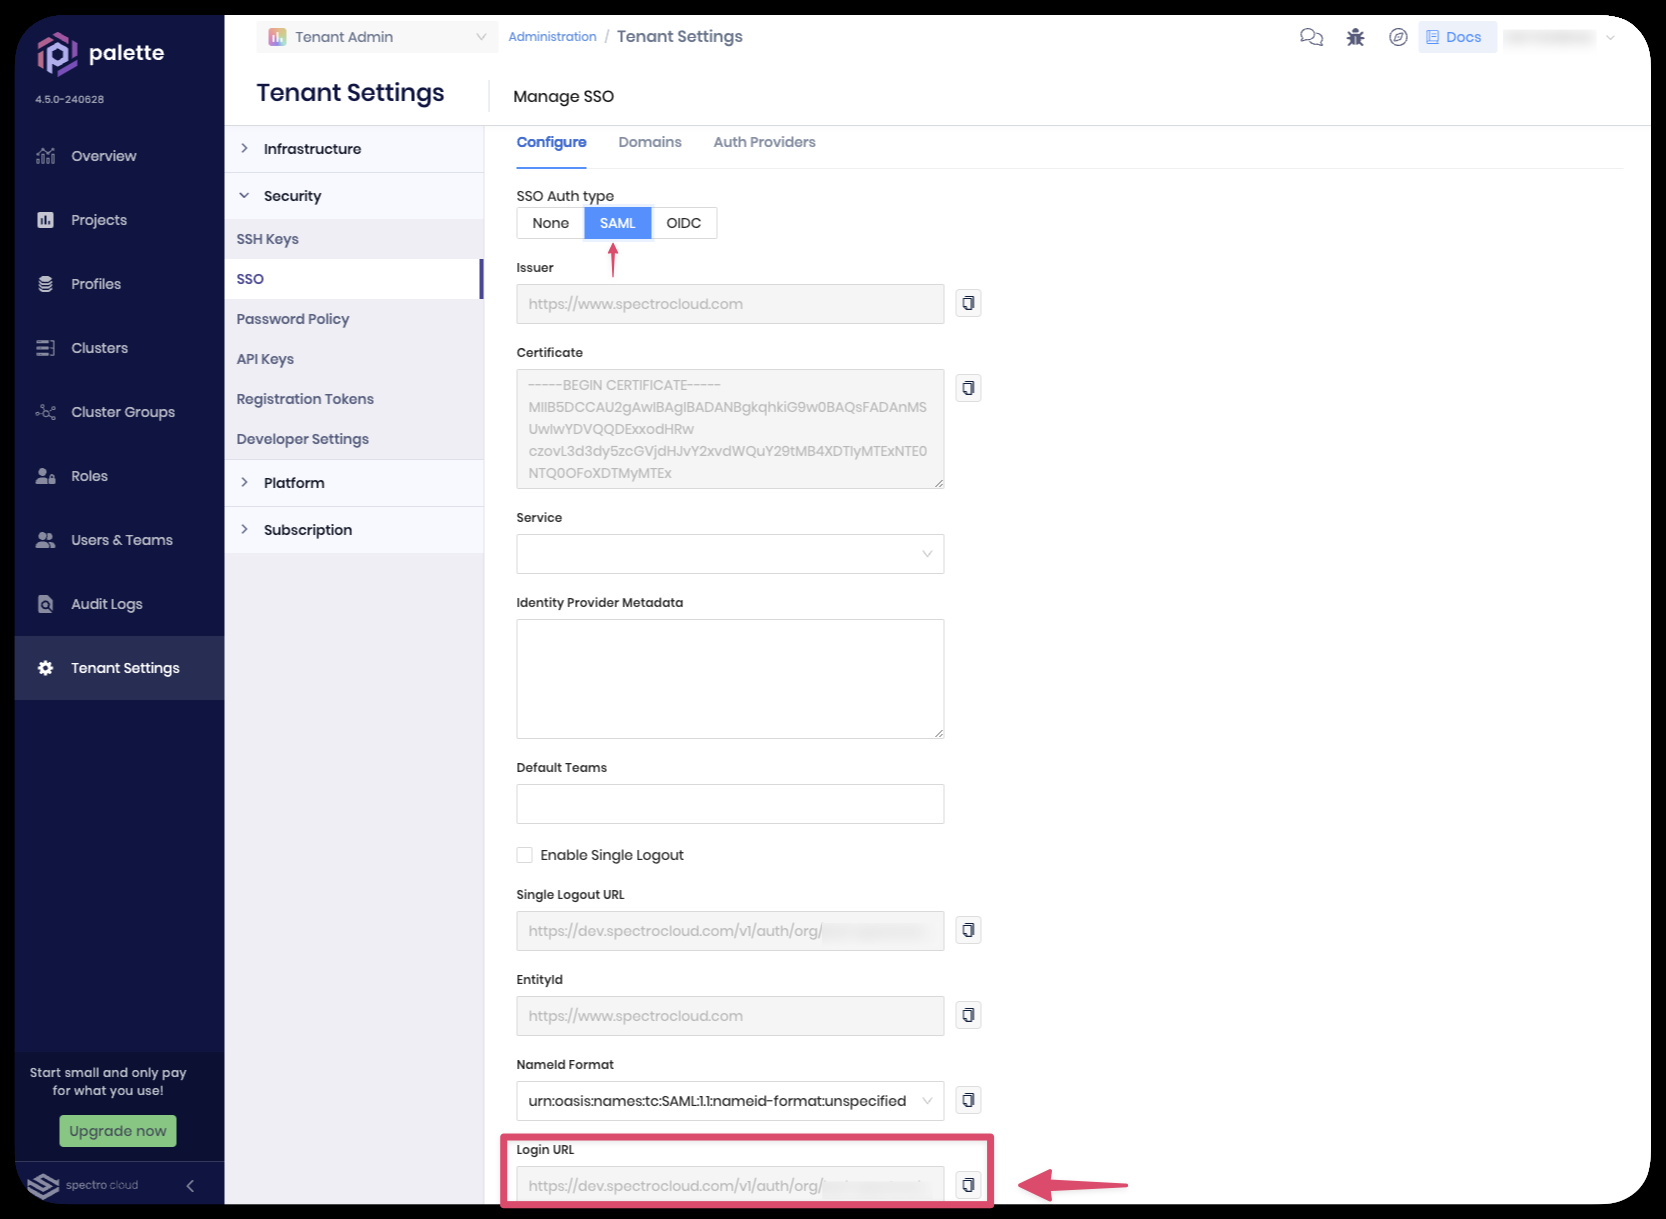 palette
4.5.0-240628
Overview
Projects
Profiles
Clusters
Cluster Groups
Roles
Users & Teams
Audit Logs
Tenant Settings
Start small and only pay
for what you use!
Upgrade now
spectro cloud
Tenant Admin
Administration / Tenant Settings
Docs
Tenant Settings
Manage SSO
Infrastructure
Security
SSH Keys
SSO
Password Policy
API Keys
Registration Tokens
Developer Settings
Platform
Subscription
Configure Domains Auth Providers
SSO Auth type
None SAML OIDC
Issuer
https://www.spectrocloud.com
Certificate
-----BEGIN CERTIFICATE-----
MIIB5DCCAU2gAwIBAgIBADANBgkqhkiG9w0BAQsFADAnMS
UwIwYDVQQDExxodHRw
czovL3d3dy5zcGVjdHJvY2xvdWQuY29tMB4XDTIyMTExNTE0
NTQ0OFoXDTMyMTEx
Service
Identity Provider Metadata
Default Teams
Enable Single Logout
Single Logout URL
https://dev.spectrocloud.com/v1/auth/org/
EntityId
https://www.spectrocloud.com
NameId Format
urn:oasis:names:tc:SAML:1.1:nameid-format:unspecified
Login URL
https://dev.spectrocloud.com/v1/auth/org/